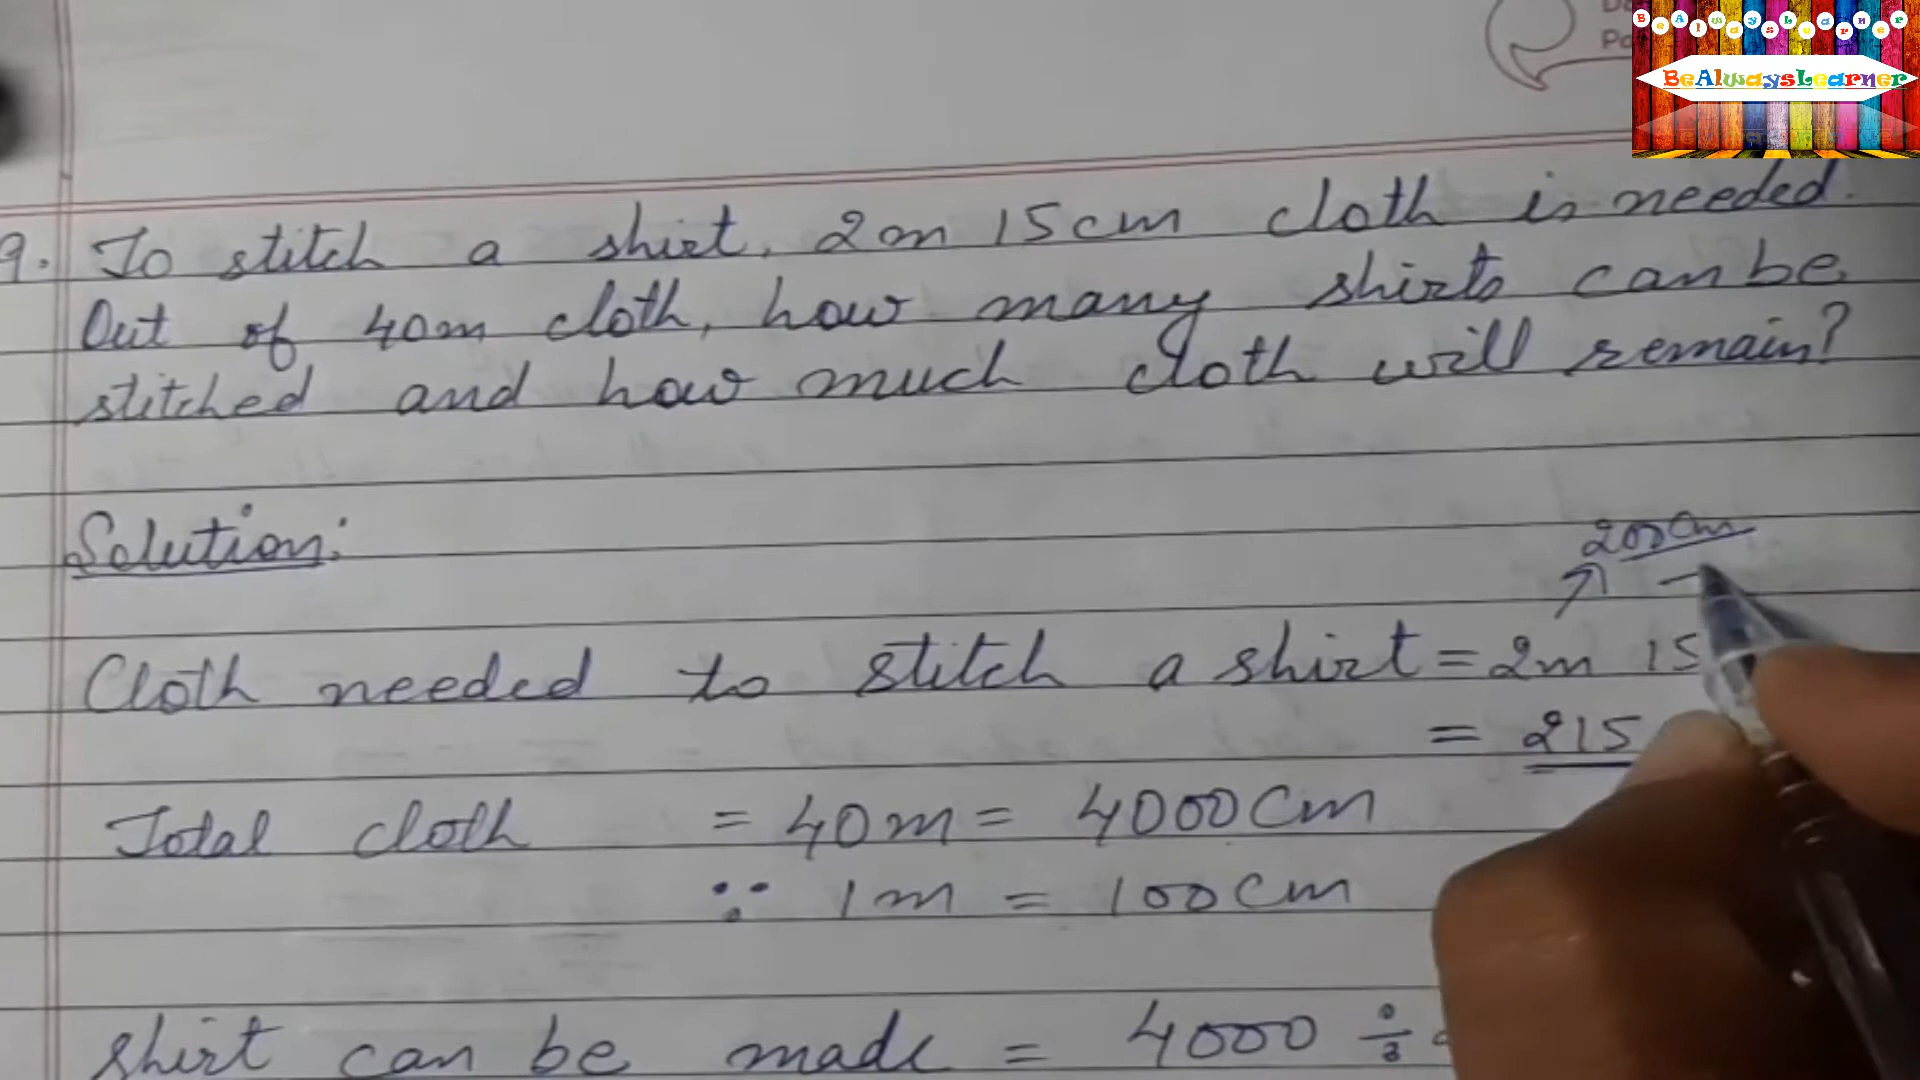 BeAlwaysLearner
BeAlwaysLearner
9. To stitch a shirt, 2m 15cm cloth is needed.
Out of 40m cloth, how many shirts can be
stitched and how much cloth will remain?
Solution:
200cm
Cloth needed to stitch a shirt = 2m 15
= 215
Total cloth = 40m = 4000cm
∵ 1m = 100cm
shirt can be made = 4000 ÷